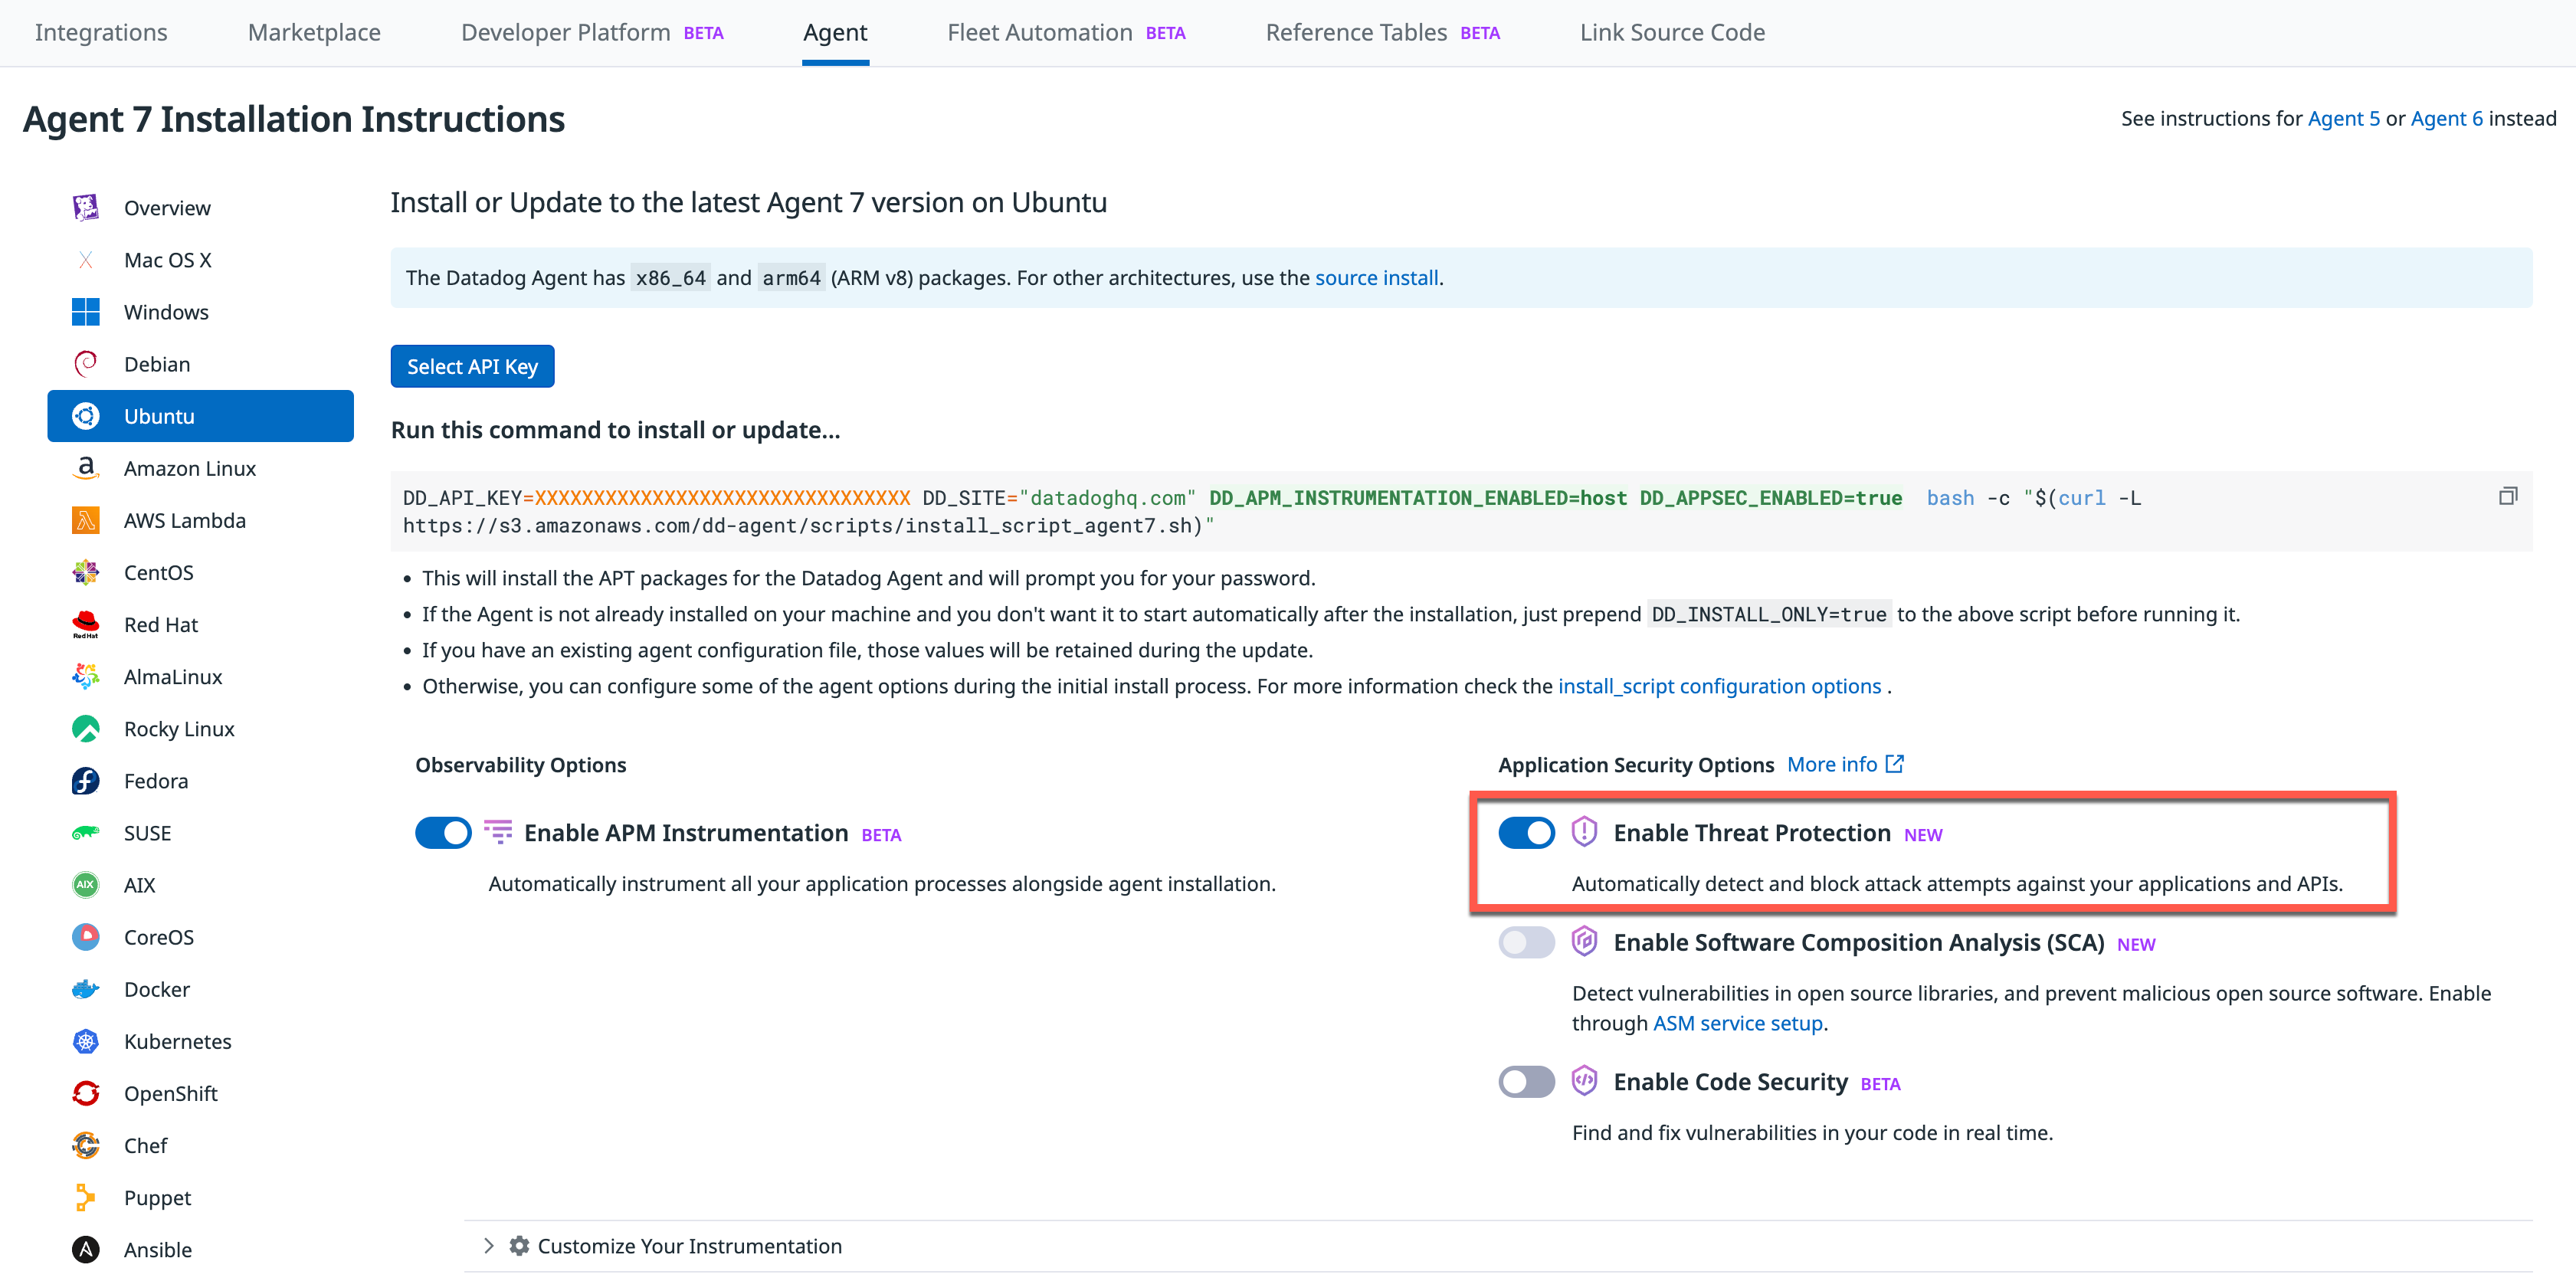 Integrations Marketplace Developer Platform BETA Agent Fleet Automation BETA Reference Tables BETA Link Source Code
Agent 7 Installation Instructions
See instructions for Agent 5 or Agent 6 instead
Overview
Mac OS X
Windows
Debian
Ubuntu
Amazon Linux
AWS Lambda
CentOS
Red Hat
Red Hat
AlmaLinux
Rocky Linux
Fedora
SUSE
AIX
AIX
CoreOS
Docker
Kubernetes
OpenShift
Chef
Puppet
Ansible
Install or Update to the latest Agent 7 version on Ubuntu
The Datadog Agent has x86_64 and arm64 (ARM v8) packages. For other architectures, use the source install.
Select API Key
Run this command to install or update...
DD_API_KEY=XXXXXXXXXXXXXXXXXXXXXXXXXXXXXXXX DD_SITE="datadoghq.com" DD_APM_INSTRUMENTATION_ENABLED=host DD_APPSEC_ENABLED=true bash -c "$(curl -L
https://s3.amazonaws.com/dd-agent/scripts/install_script_agent7.sh)"
• This will install the APT packages for the Datadog Agent and will prompt you for your password.
• If the Agent is not already installed on your machine and you don't want it to start automatically after the installation, just prepend DD_INSTALL_ONLY=true to the above script before running it.
• If you have an existing agent configuration file, those values will be retained during the update.
• Otherwise, you can configure some of the agent options during the initial install process. For more information check the install_script configuration options .
Observability Options
Enable APM Instrumentation BETA
Automatically instrument all your application processes alongside agent installation.
Application Security Options More info
Enable Threat Protection NEW
Automatically detect and block attack attempts against your applications and APIs.
Enable Software Composition Analysis (SCA) NEW
Detect vulnerabilities in open source libraries, and prevent malicious open source software. Enable
through ASM service setup.
Enable Code Security BETA
Find and fix vulnerabilities in your code in real time.
Customize Your Instrumentation